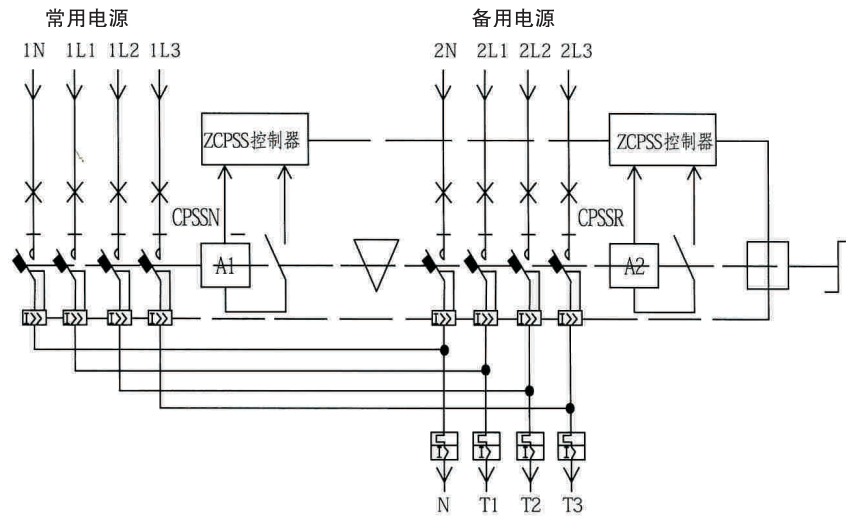 常用电源 备用电源
1N 1L1 1L2 1L3 2N 2L1 2L2 2L3
ZCPSS控制器 ZCPSS控制器
CPSSN CPSSR
A1 A2
I>> I>> I>> I>> I>> I>> I>> I>>
I> I> I> I>
N T1 T2 T3